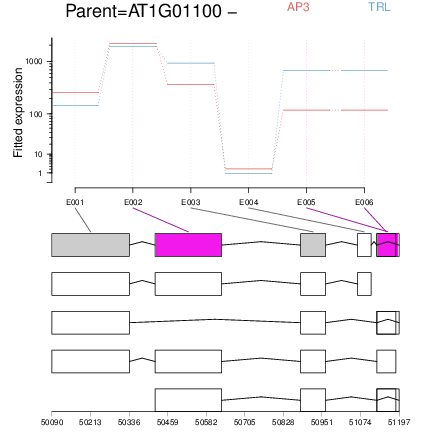 Parent=AT1G01100 – AP3 TRL
Fitted expression
1000
100
10
1
E001 E002 E003 E004 E005 E006
50090 50213 50336 50459 50582 50705 50828 50951 51074 51197